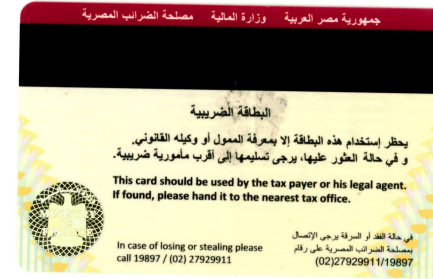 جمهورية مصر العربية وزارة المالية مصلحة الضرائب المصرية
البطاقة الضريبية
يحظر إستخدام هذه البطاقة إلا بمعرفة الممول أو وكيله القانوني.
و في حالة العثور عليها، يرجى تسليمها إلى أقرب مأمورية ضريبية.
This card should be used by the tax payer or his legal agent.
If found, please hand it to the nearest tax office.
في حالة الفقد أو السرقة يرجى الإتصال
بمصلحة الضرائب المصرية على رقام
(02)27929911/19897
In case of losing or stealing please
call 19897 / (02) 27929911